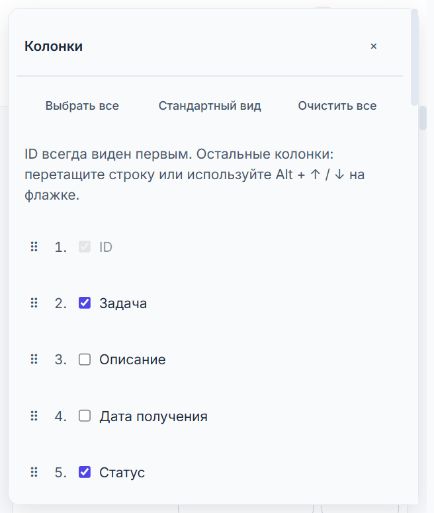 Колонки
×
Выбрать все Стандартный вид Очистить все
ID всегда виден первым. Остальные колонки:
перетащите строку или используйте Alt + ↑ / ↓ на
флажке.
1. ID
2. Задача
3. Описание
4. Дата получения
5. Статус